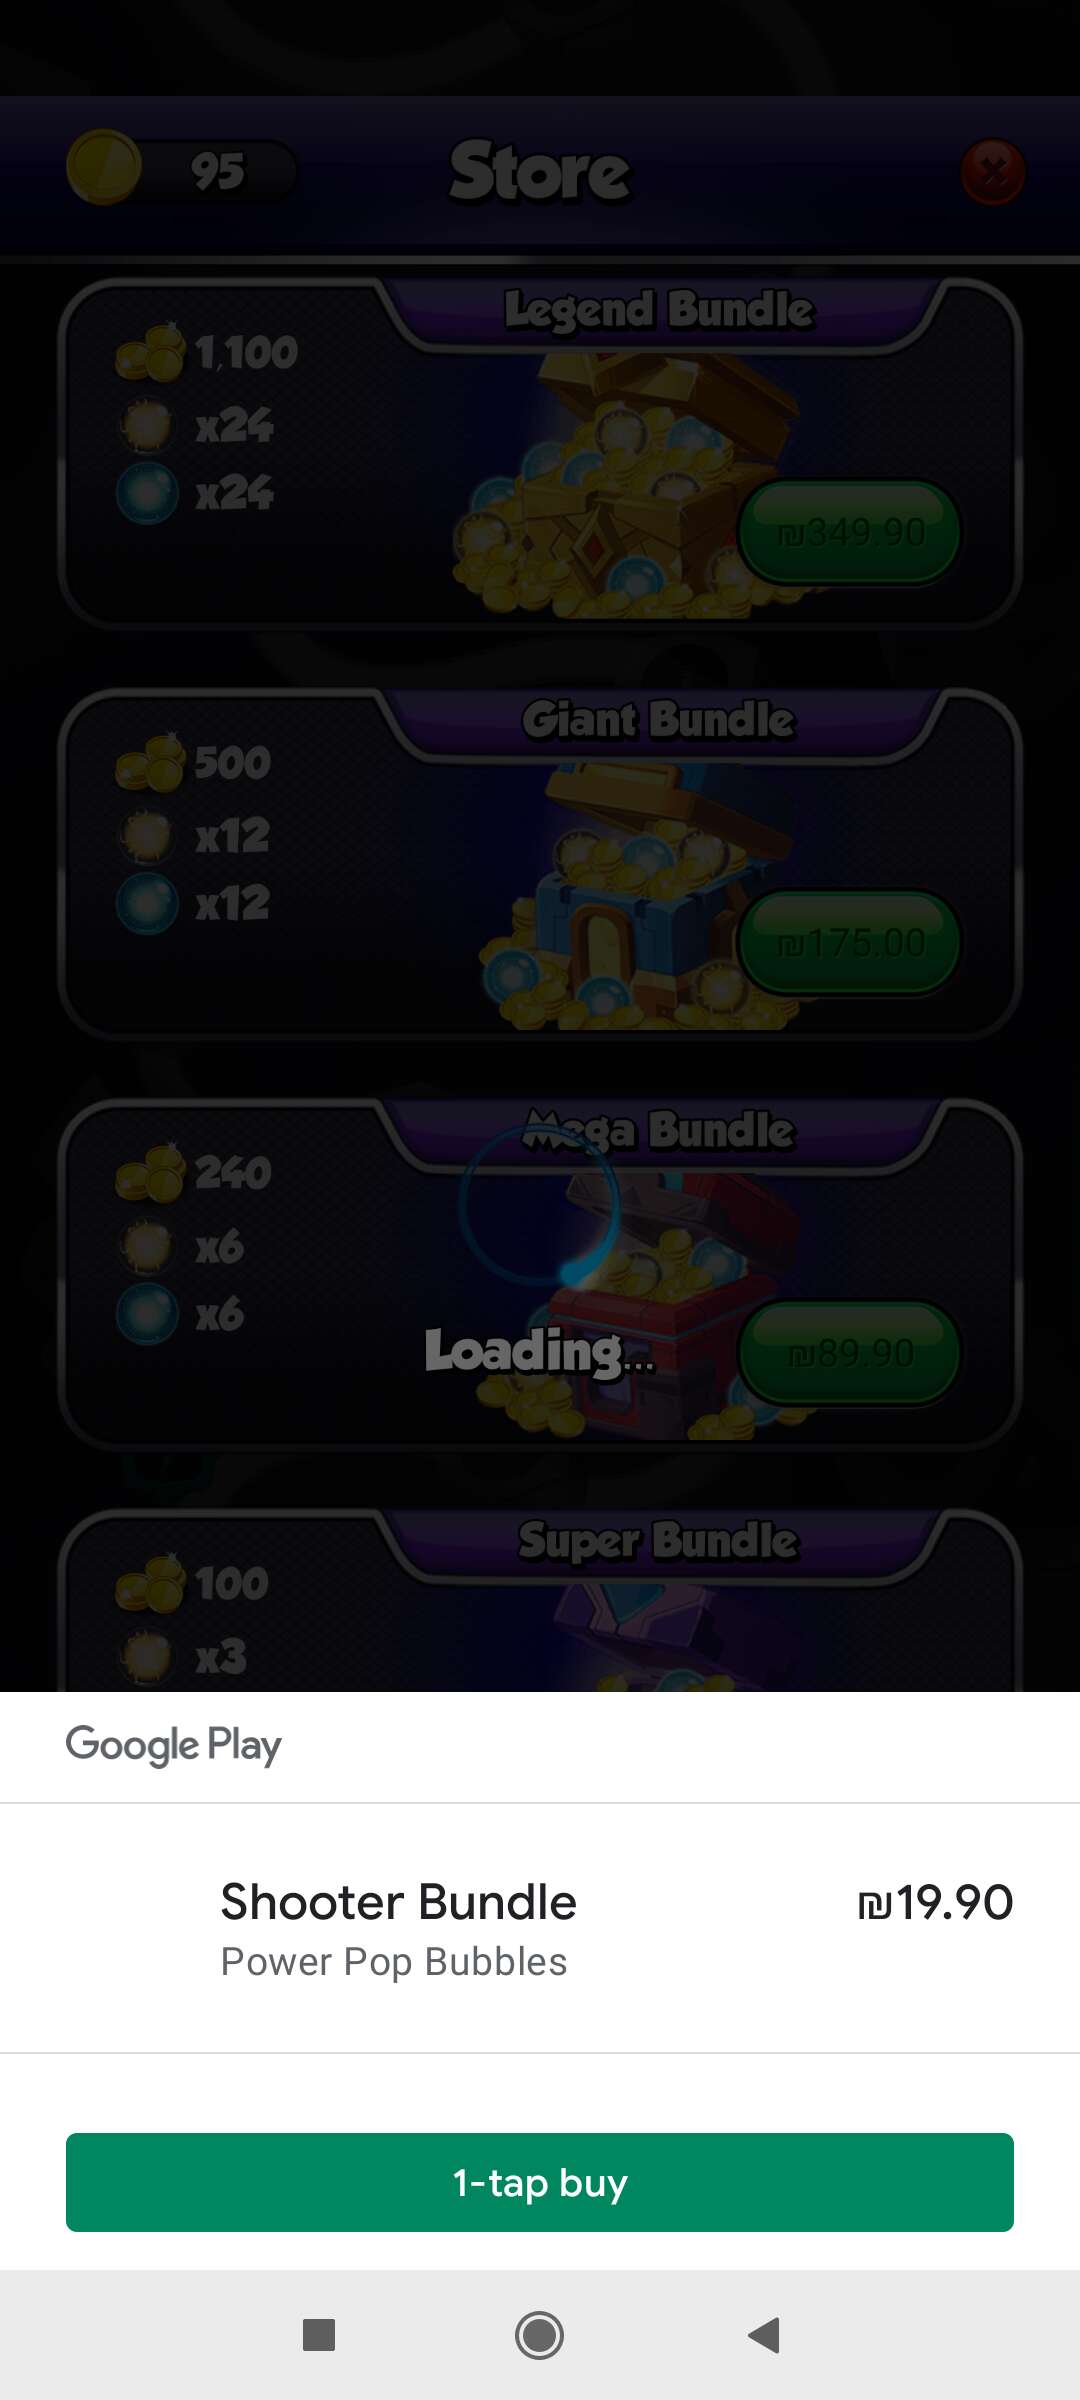 95
Store
Legend Bundle
1,100
x24
x24
₪349.90
Giant Bundle
500
x12
x12
₪175.00
Mega Bundle
240
x6
x6
Loading...
₪89.90
Super Bundle
100
x3
Google Play
Shooter Bundle
₪19.90
Power Pop Bubbles
1-tap buy